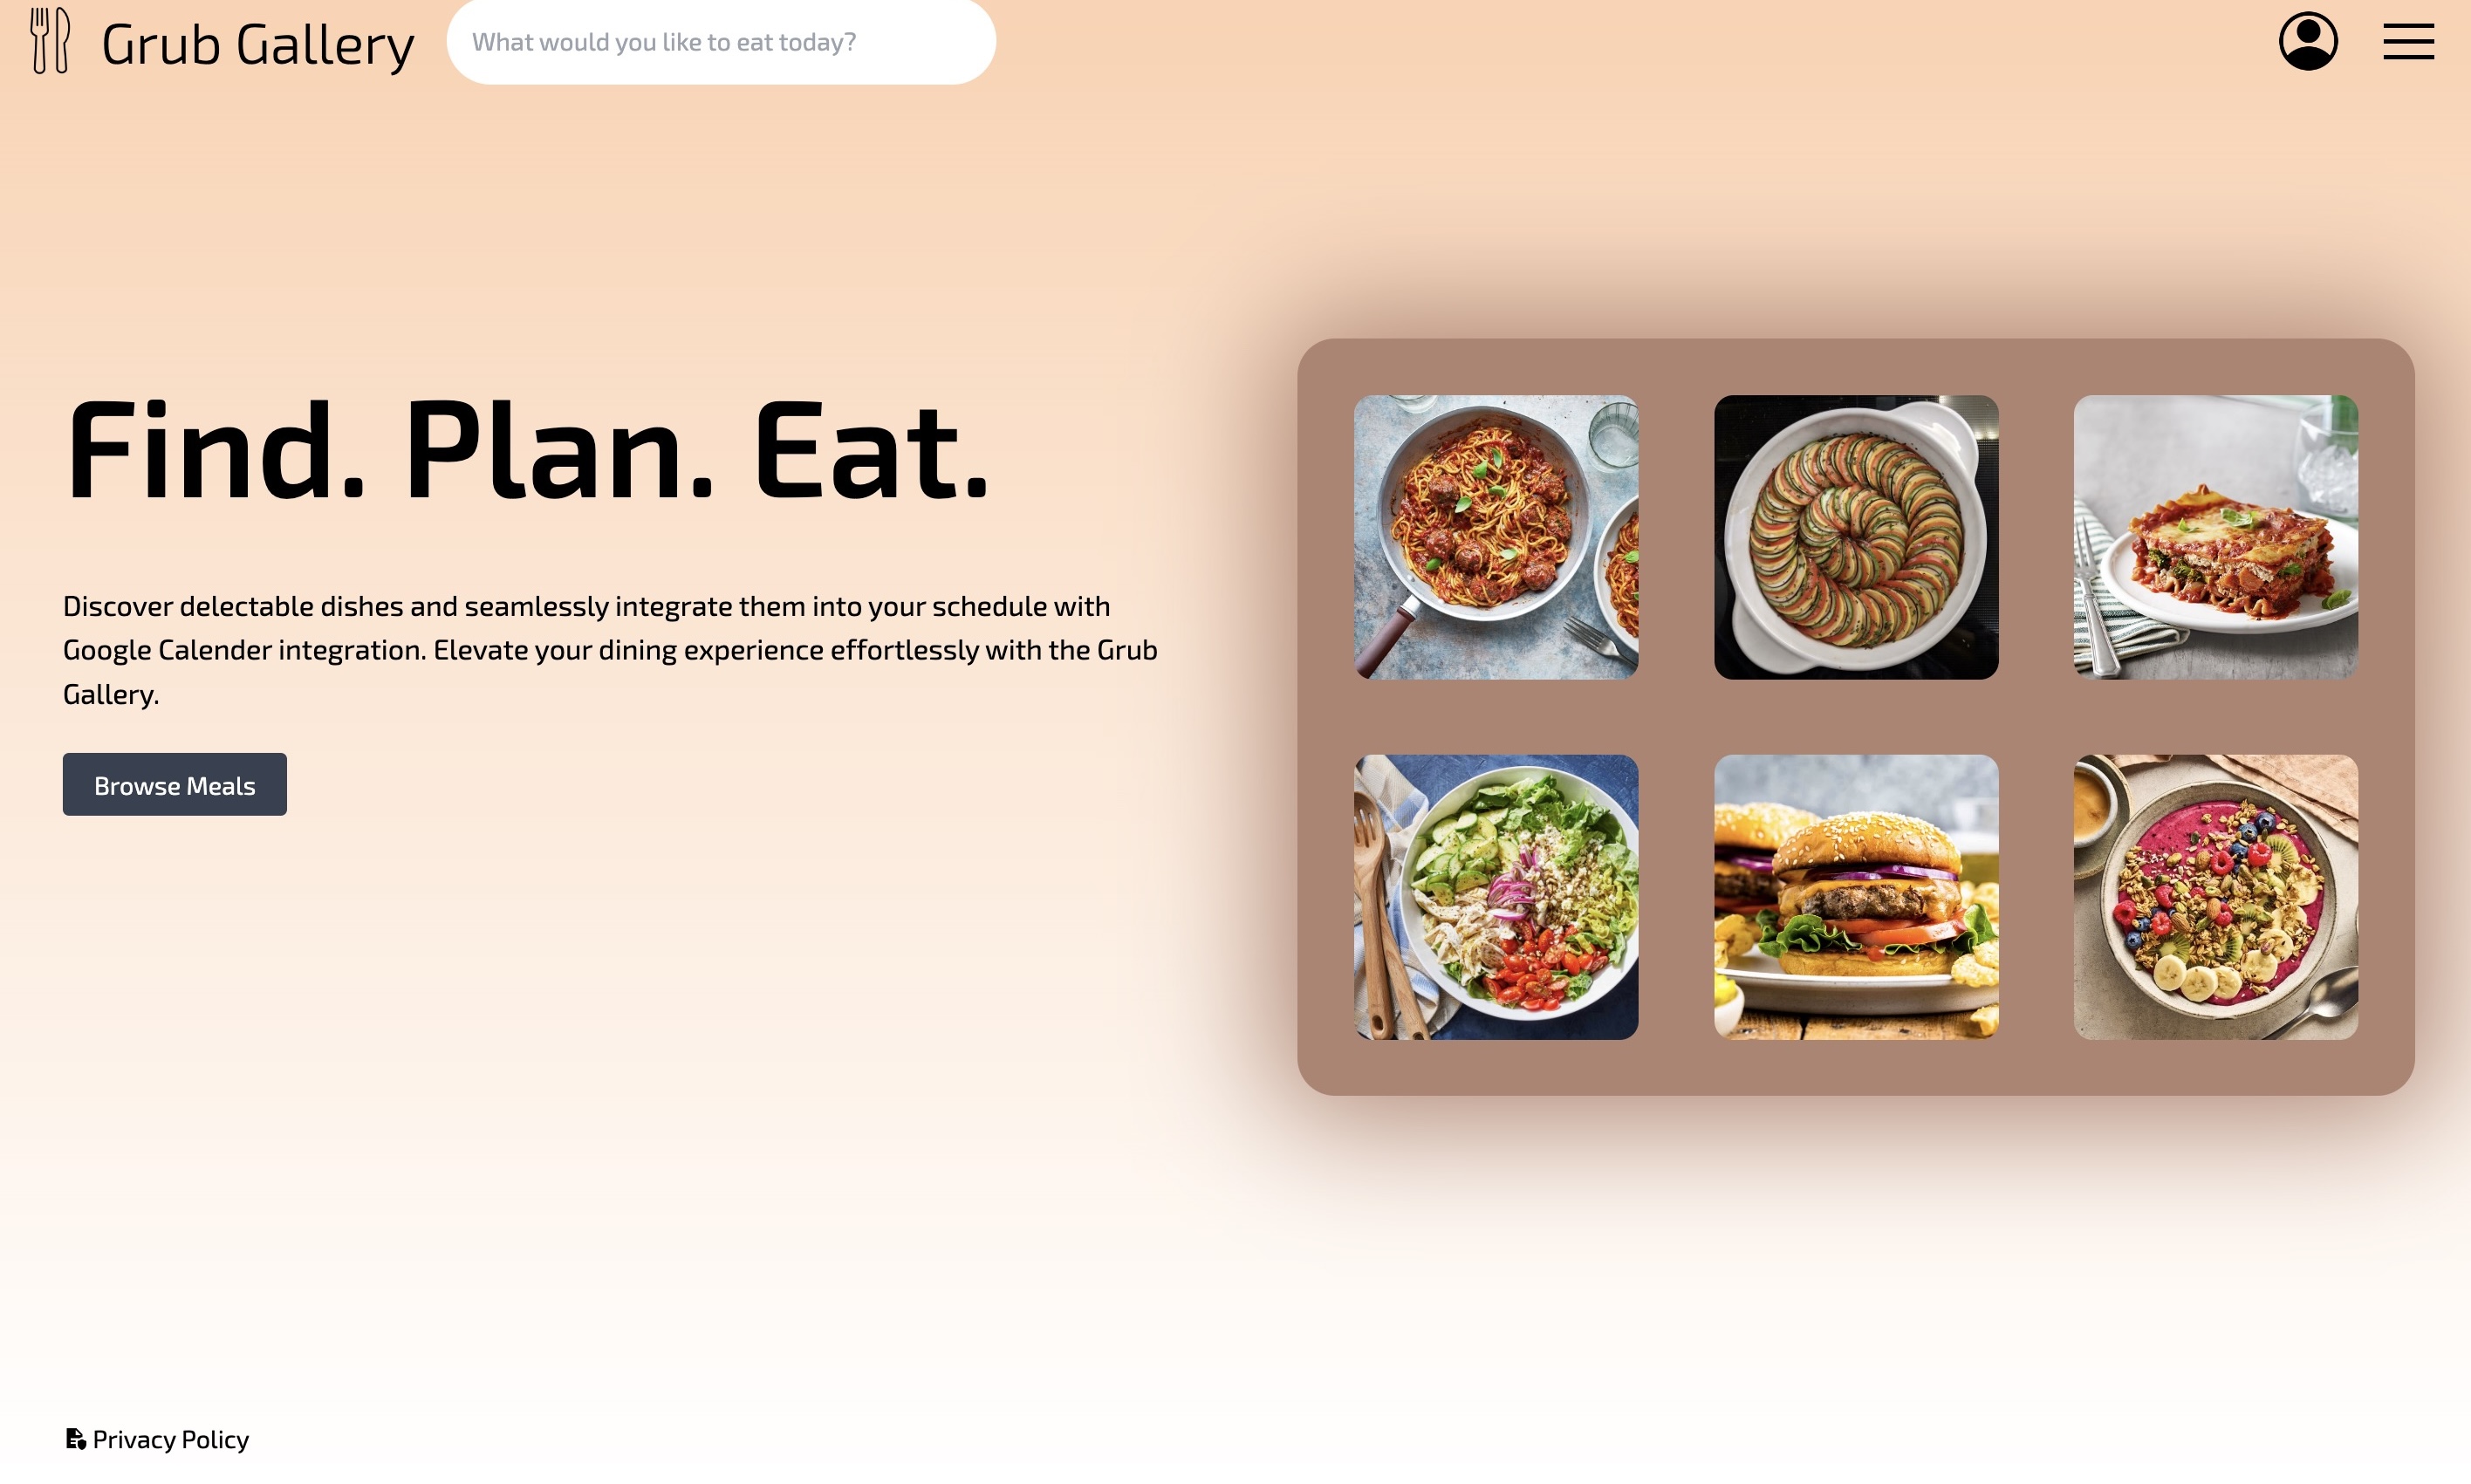 Grub Gallery
What would you like to eat today?
Find. Plan. Eat.
Discover delectable dishes and seamlessly integrate them into your schedule with
Google Calender integration. Elevate your dining experience effortlessly with the Grub
Gallery.
Browse Meals
Privacy Policy